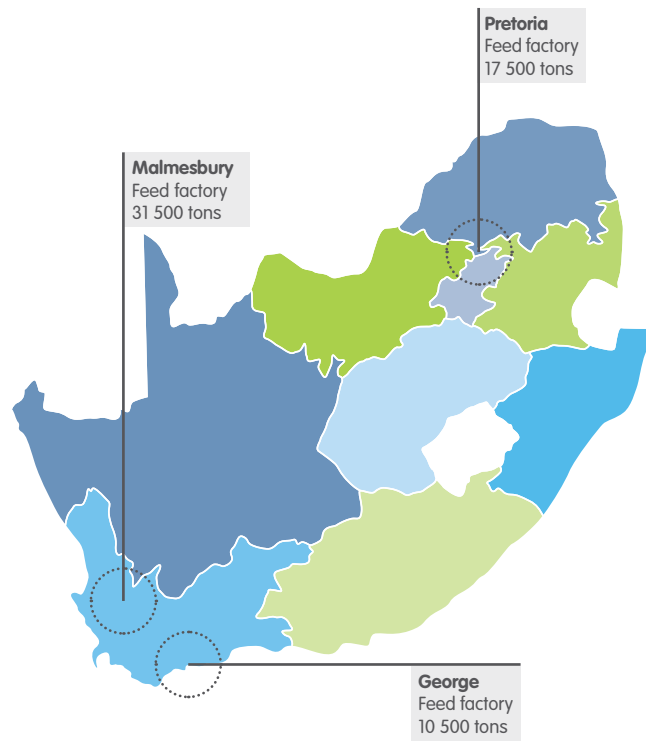 Pretoria
Feed factory
17 500 tons
Malmesbury
Feed factory
31 500 tons
George
Feed factory
10 500 tons